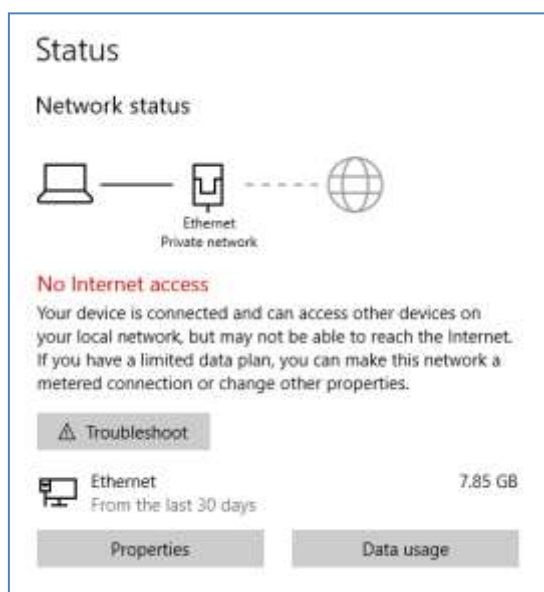 Status
Network status
Ethernet
Private network
No Internet access
Your device is connected and can access other devices on
your local network, but may not be able to reach the Internet.
If you have a limited data plan, you can make this network a
metered connection or change other properties.
Troubleshoot
Ethernet 7.85 GB
From the last 30 days
Properties Data usage